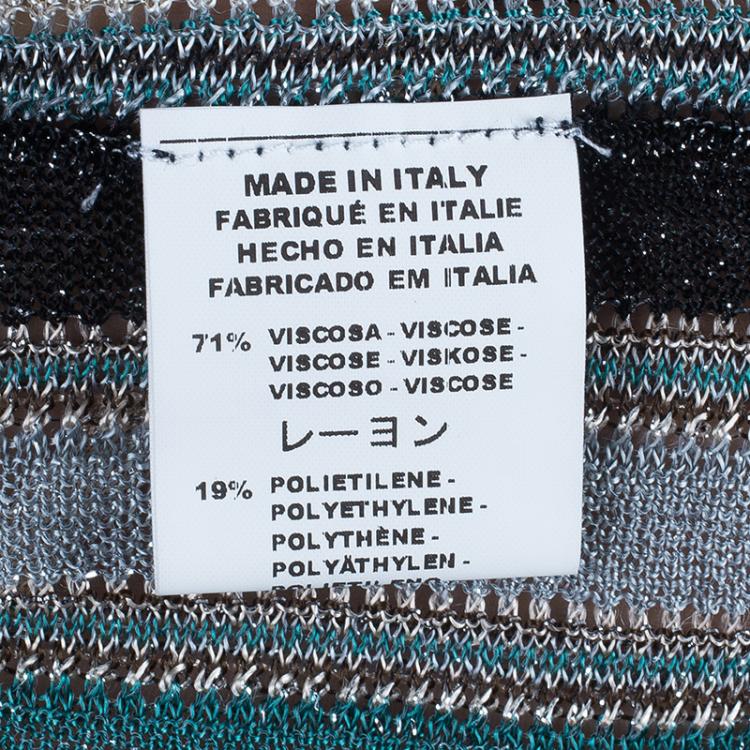 MADE IN ITALY
FABRIQUÉ EN ITALIE
HECHO EN ITALIA
FABRICADO EM ITALIA
71% VISCOSA - VISCOSE -
VISCOSE - VISKOSE -
VISCOSO - VISCOSE
レーヨン
19% POLIETILENE -
POLYETHYLENE -
POLYTHÈNE -
POLYÄTHYLEN -